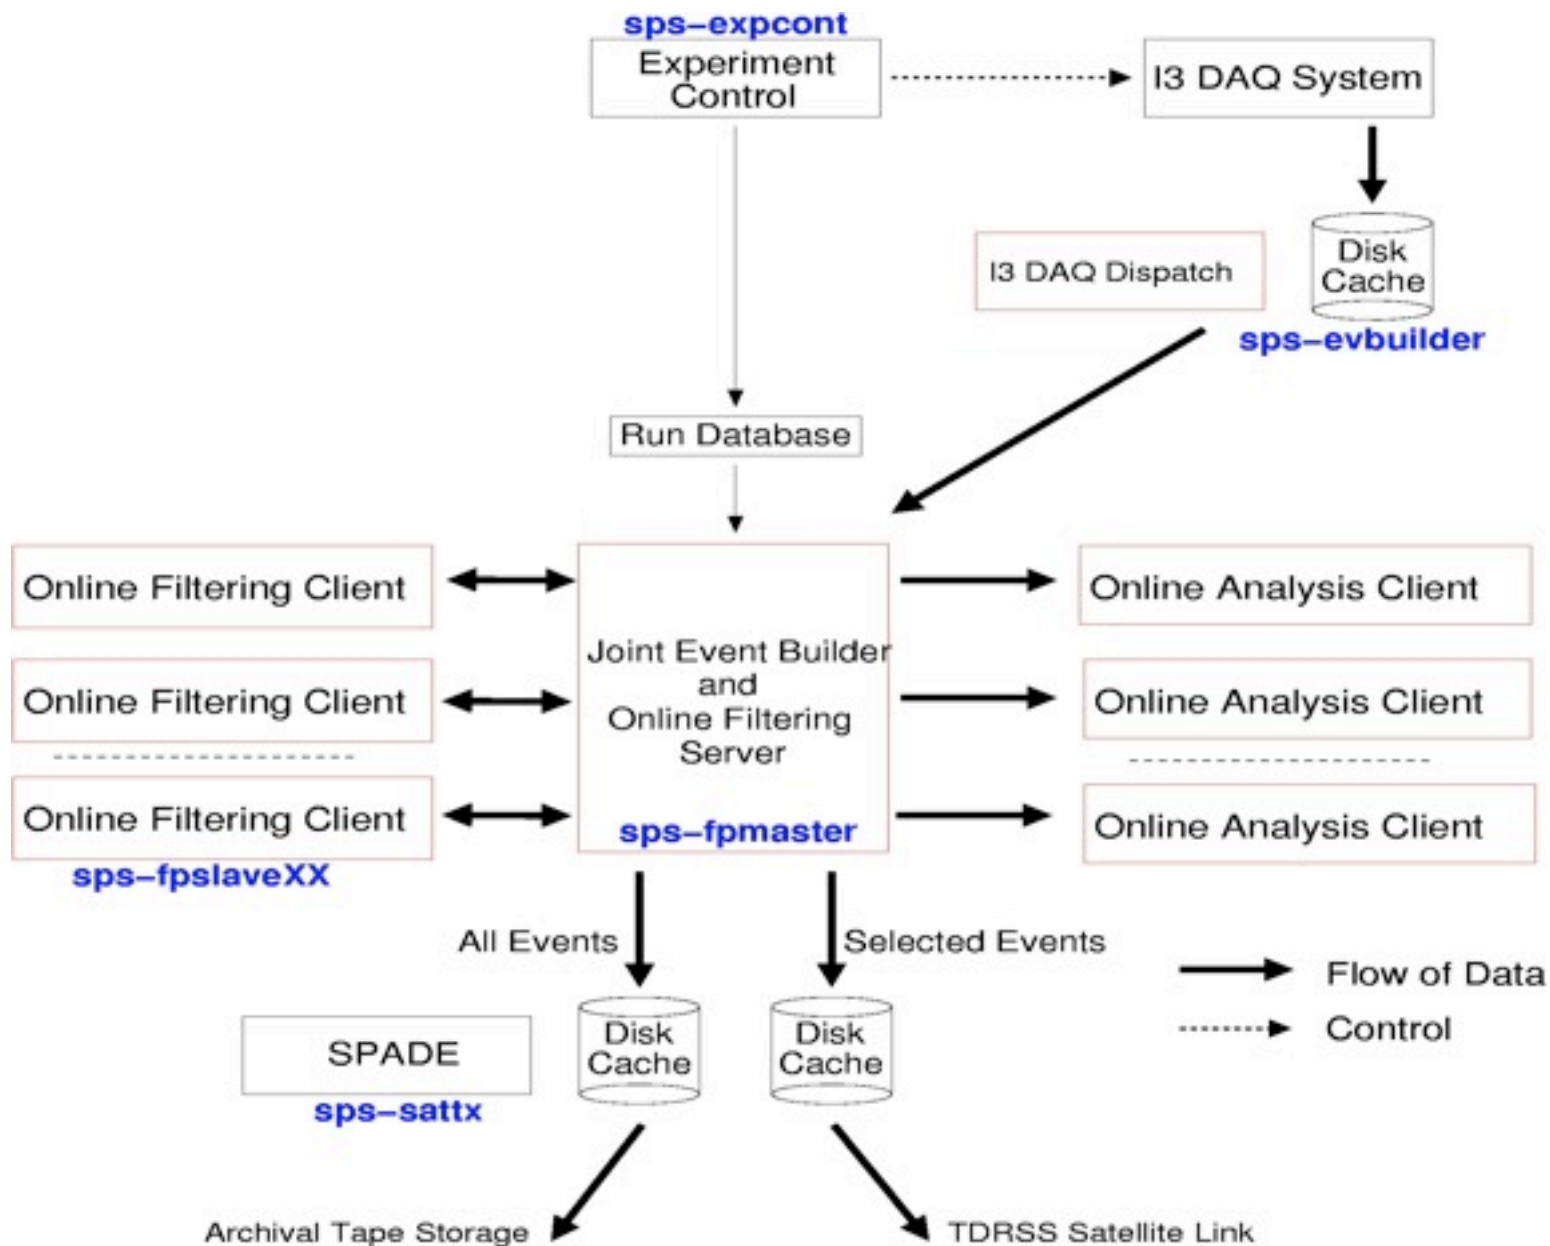 sps-expcont
Experiment
Control
I3 DAQ System
I3 DAQ Dispatch
Disk
Cache
sps-evbuilder
Run Database
Online Filtering Client
Online Filtering Client
Online Filtering Client
sps-fpslaveXX
Joint Event Builder
and
Online Filtering
Server
sps-fpmaster
Online Analysis Client
Online Analysis Client
Online Analysis Client
All Events
Selected Events
Flow of Data
Control
SPADE
sps-sattx
Disk
Cache
Disk
Cache
Archival Tape Storage
TDRSS Satellite Link